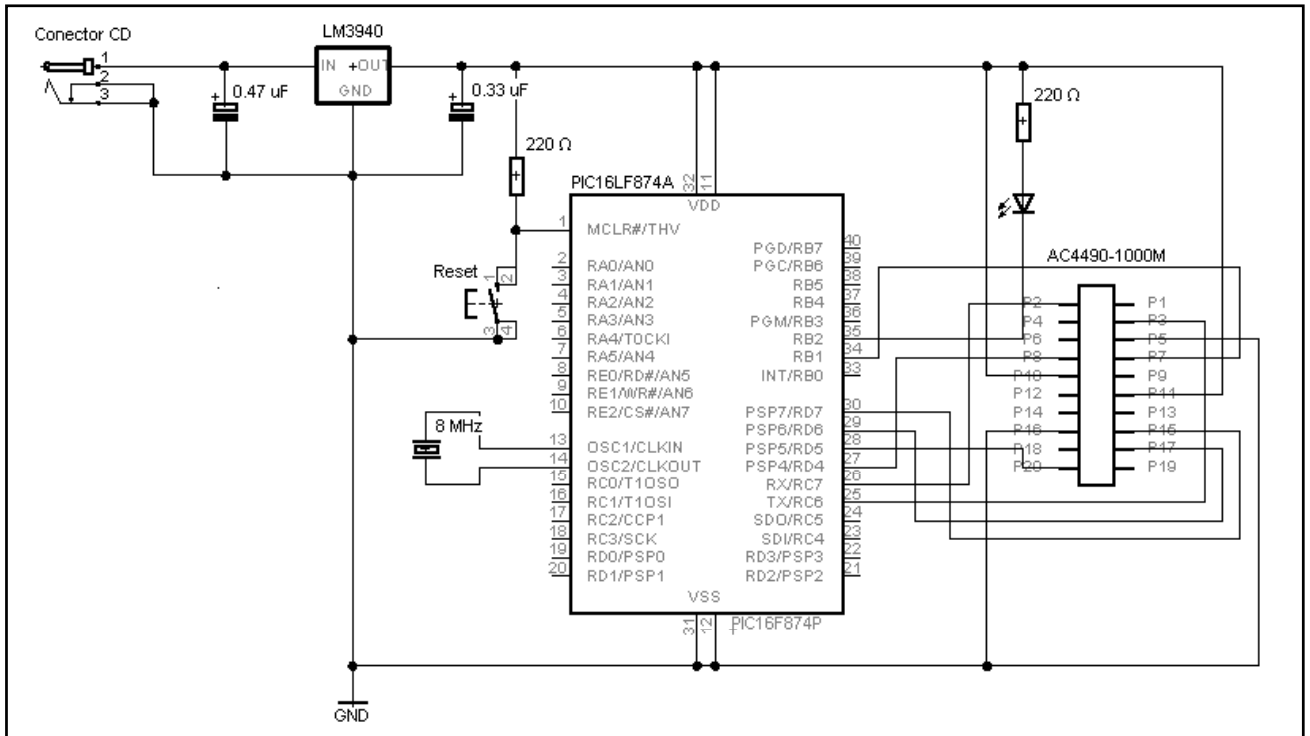 Conector CD
1
2
3
0.47 uF
LM3940
IN +OUT
GND
+
+
0.33 uF
220 Ω
220 Ω
PIC16LF874A
32
11
VDD
1
MCLR#/THV
2
RA0/AN0
3
RA1/AN1
4
RA2/AN2
5
RA3/AN3
6
RA4/T0CKI
7
RA5/AN4
8
RE0/RD#/AN5
9
RE1/WR#/AN6
10
RE2/CS#/AN7
13
OSC1/CLKIN
14
OSC2/CLKOUT
15
RC0/T1OSO
16
RC1/T1OSI
17
RC2/CCP1
18
RC3/SCK
19
RD0/PSP0
20
RD1/PSP1
PGD/RB7
40
PGC/RB6
39
RB5
38
RB4
37
PGM/RB3
36
RB2
35
RB1
34
INT/RB0
33
PSP7/RD7
30
PSP6/RD6
29
PSP5/RD5
28
PSP4/RD4
27
RX/RC7
26
TX/RC6
25
SDO/RC5
24
SDI/RC4
23
RD3/PSP3
22
RD2/PSP2
21
VSS
31
12
PIC16F874P
Reset
1
2
3
4
8 MHz
AC4490-1000M
P2
P1
P4
P3
P6
P5
P8
P7
P10
P9
P12
P11
P14
P13
P16
P15
P18
P17
P20
P19
GND